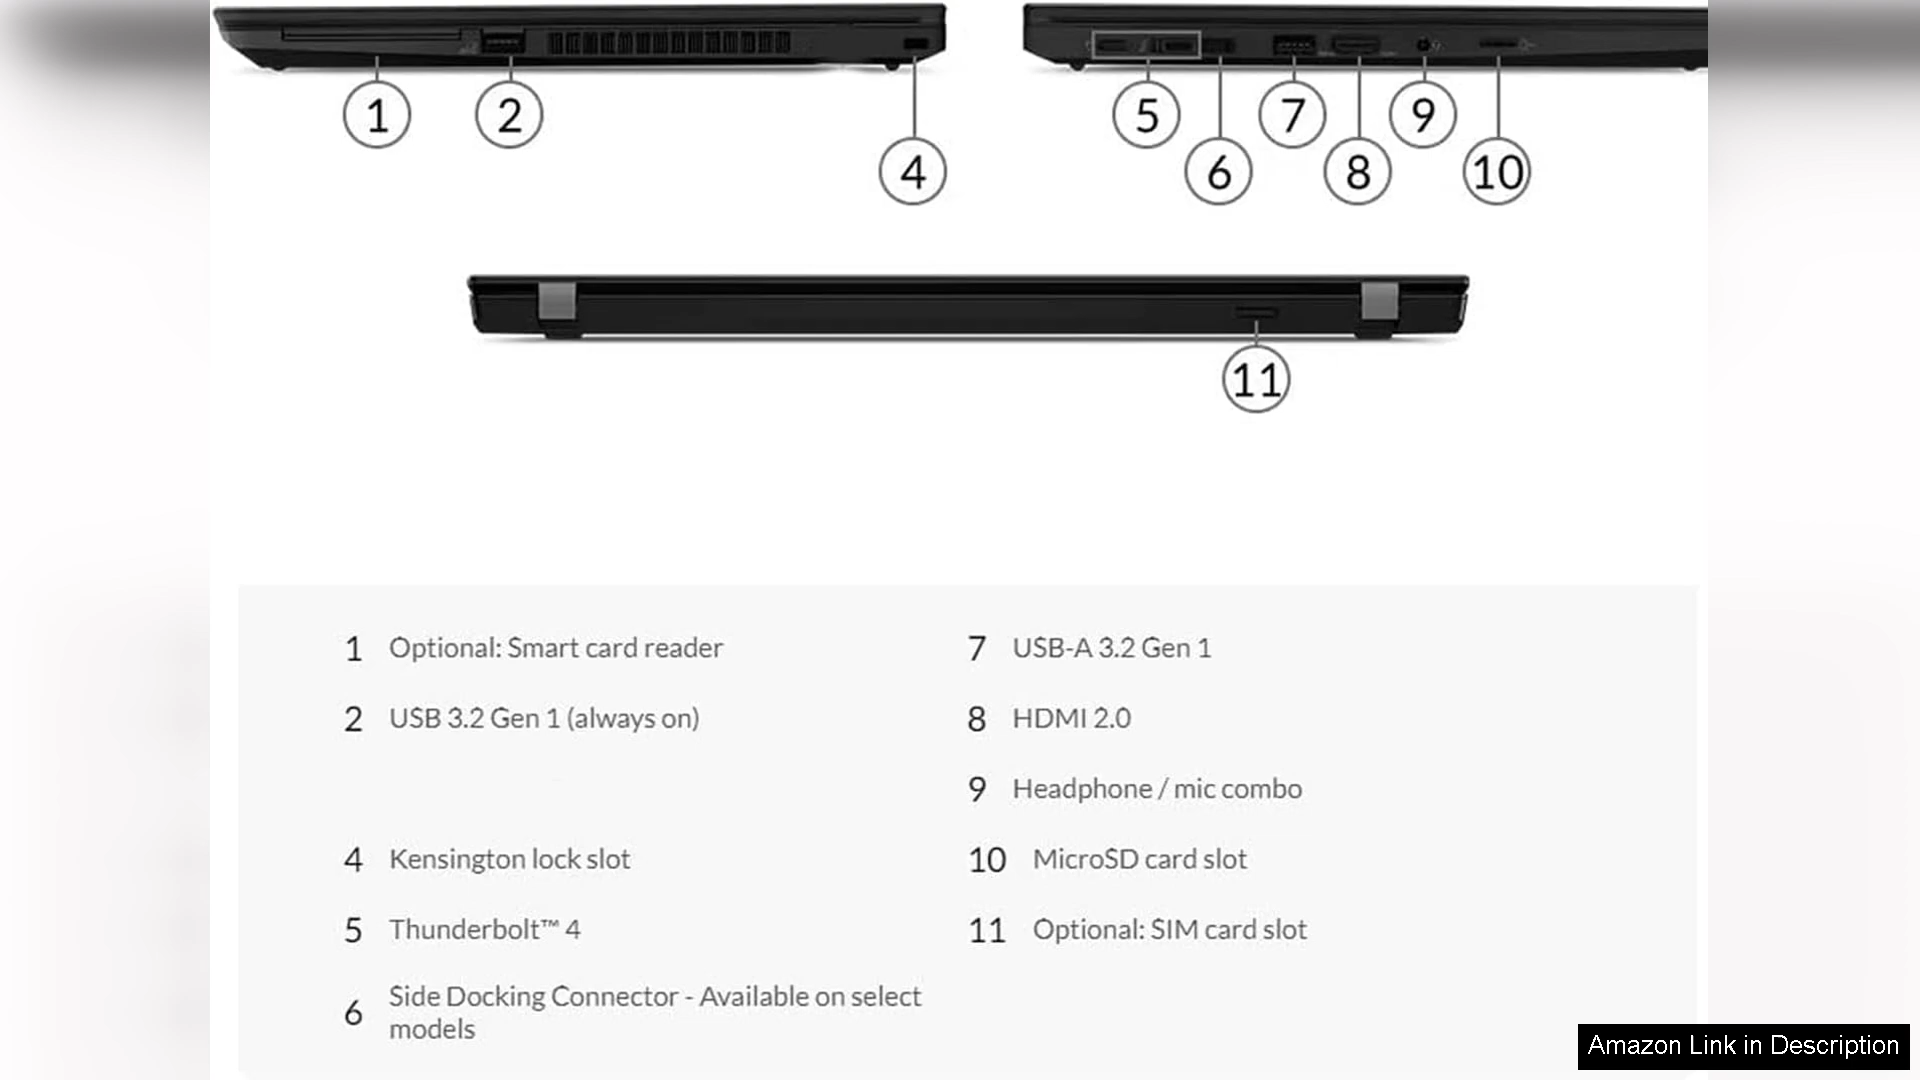 1
2
4
5
6
7
8
9
10
11
1 Optional: Smart card reader
2 USB 3.2 Gen 1 (always on)
4 Kensington lock slot
5 Thunderbolt™ 4
6 Side Docking Connector - Available on select
models
7 USB-A 3.2 Gen 1
8 HDMI 2.0
9 Headphone / mic combo
10 MicroSD card slot
11 Optional: SIM card slot
Amazon Link in Description